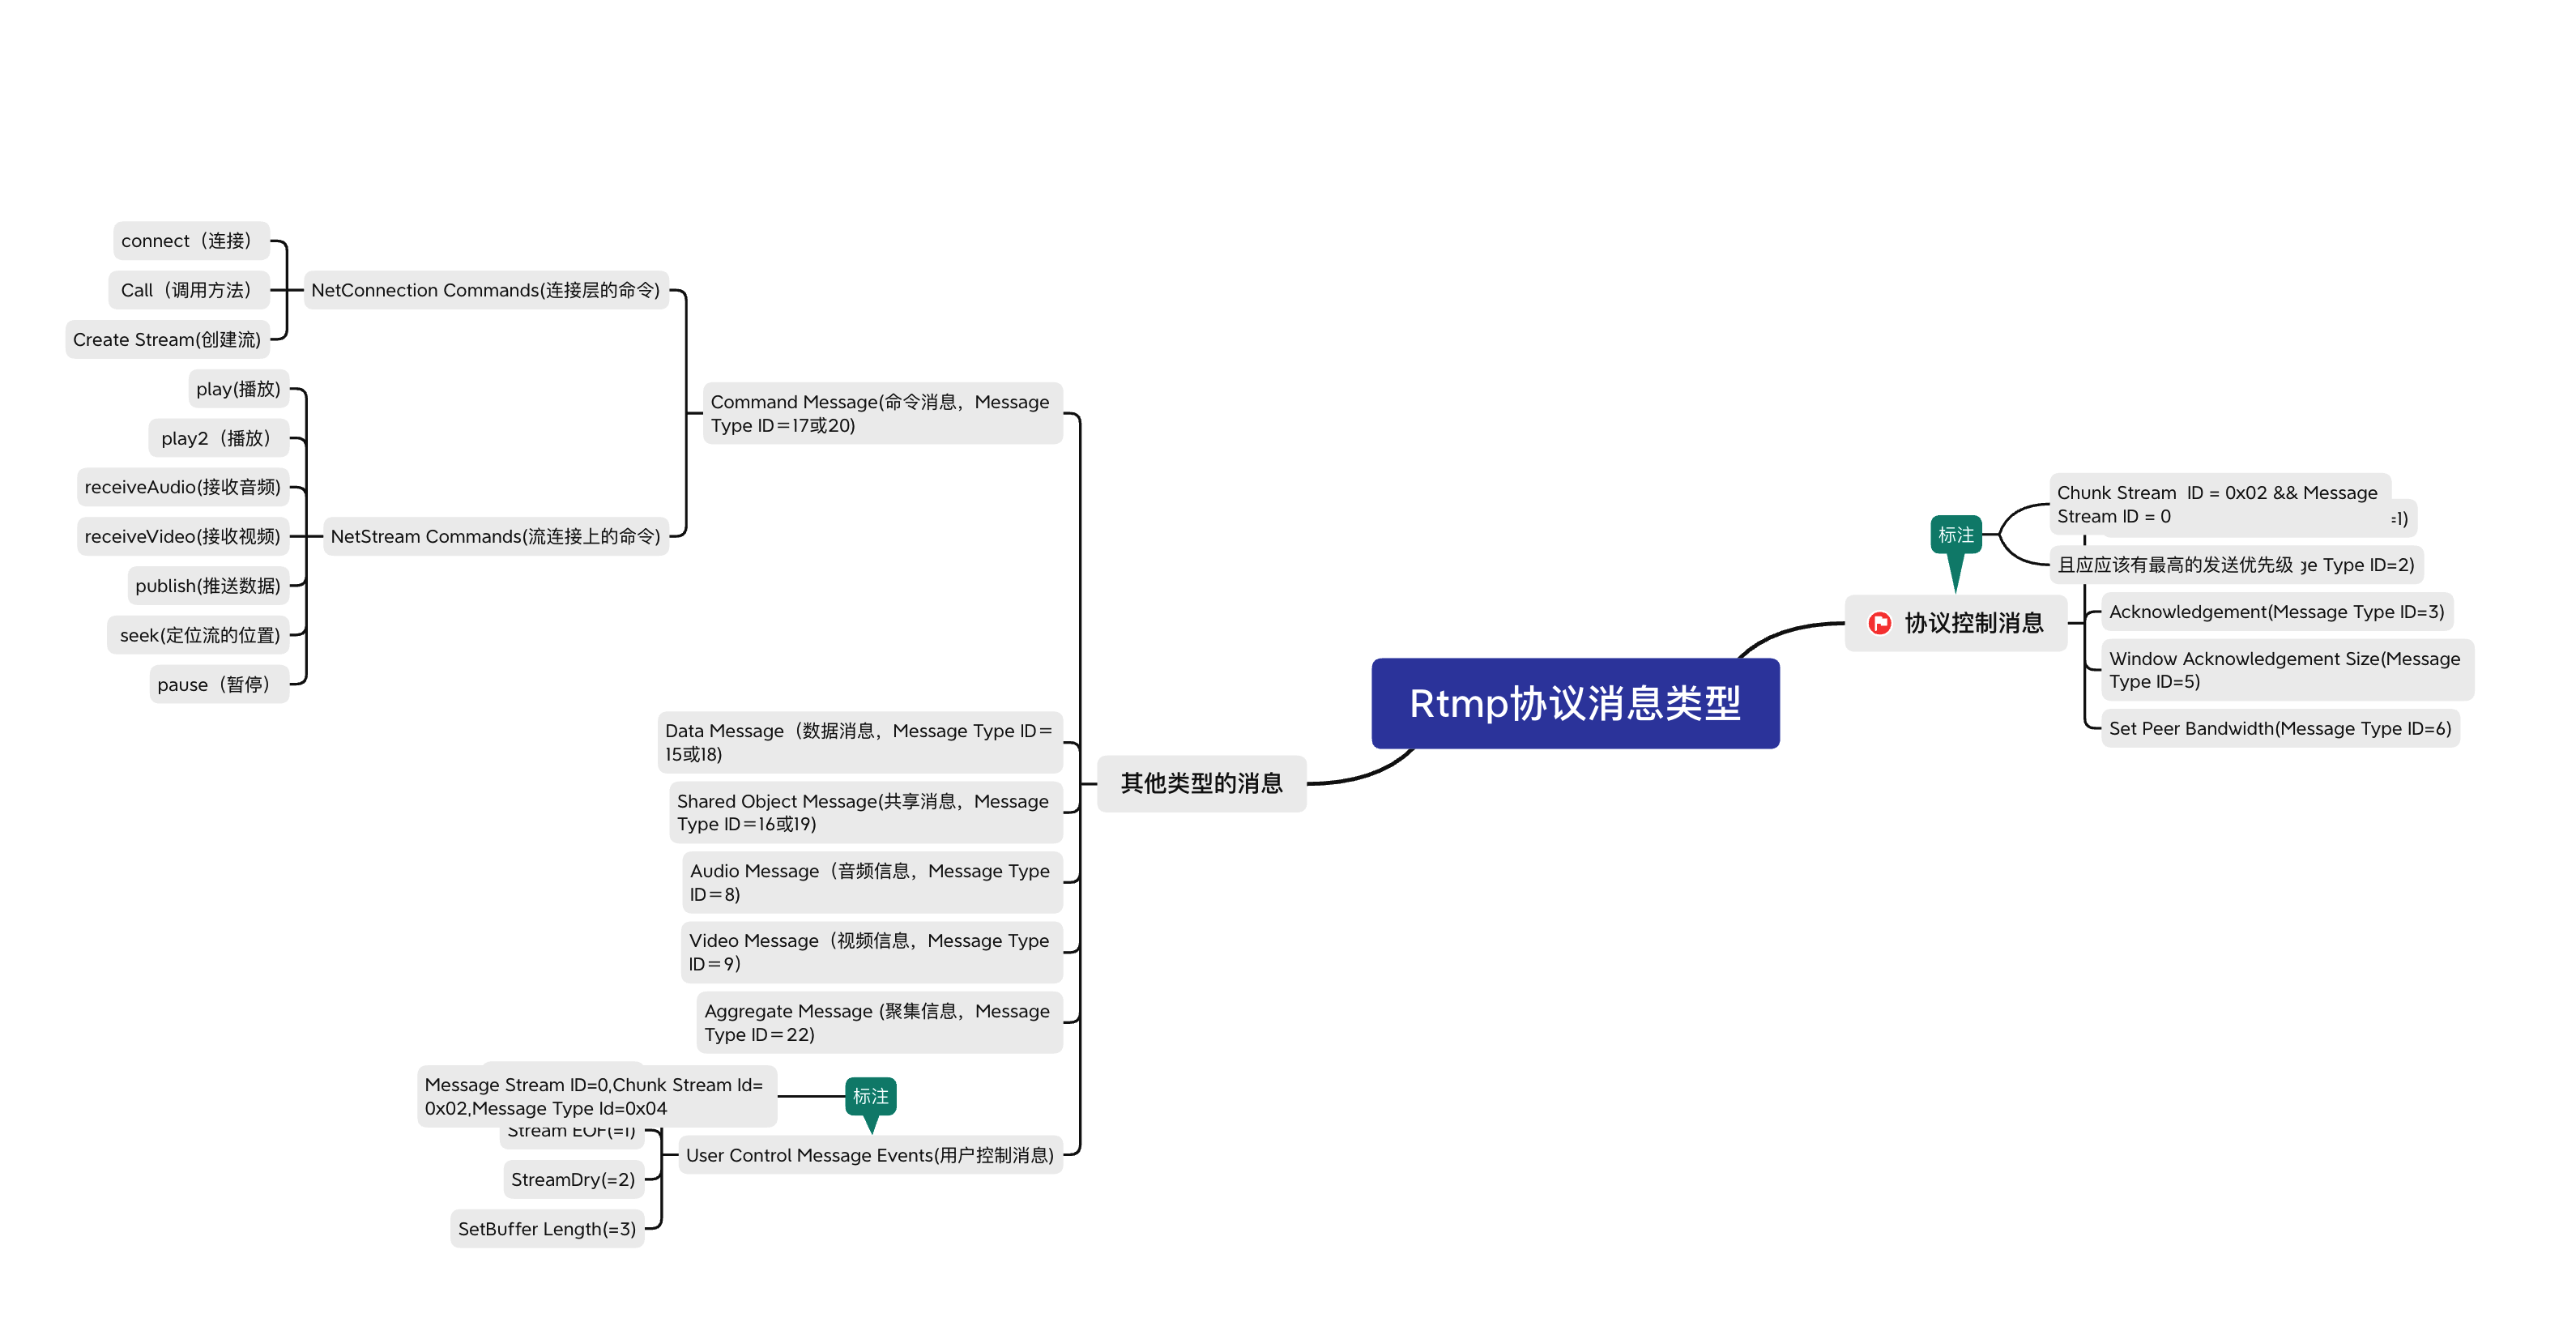 connect（连接）
Call（调用方法）
Create Stream(创建流)
NetConnection Commands(连接层的命令)
play(播放)
play2（播放）
receiveAudio(接收音频)
receiveVideo(接收视频)
publish(推送数据)
seek(定位流的位置)
pause（暂停）
NetStream Commands(流连接上的命令)
Command Message(命令消息，Message
Type ID＝17或20)
Data Message（数据消息，Message Type ID＝
15或18)
Shared Object Message(共享消息，Message
Type ID＝16或19)
Audio Message（音频信息，Message Type
ID＝8)
Video Message（视频信息，Message Type
ID＝9）
Aggregate Message (聚集信息，Message
Type ID＝22)
Message Stream ID=0,Chunk Stream Id=
0x02,Message Type Id=0x04
标注
Stream EOF(=1)
StreamDry(=2)
SetBuffer Length(=3)
User Control Message Events(用户控制消息)
其他类型的消息
Rtmp协议消息类型
协议控制消息
标注
Chunk Stream  ID = 0x02 && Message
Stream ID = 0
=1)
且应应该有最高的发送优先级
ge Type ID=2)
Acknowledgement(Message Type ID=3)
Window Acknowledgement Size(Message
Type ID=5)
Set Peer Bandwidth(Message Type ID=6)